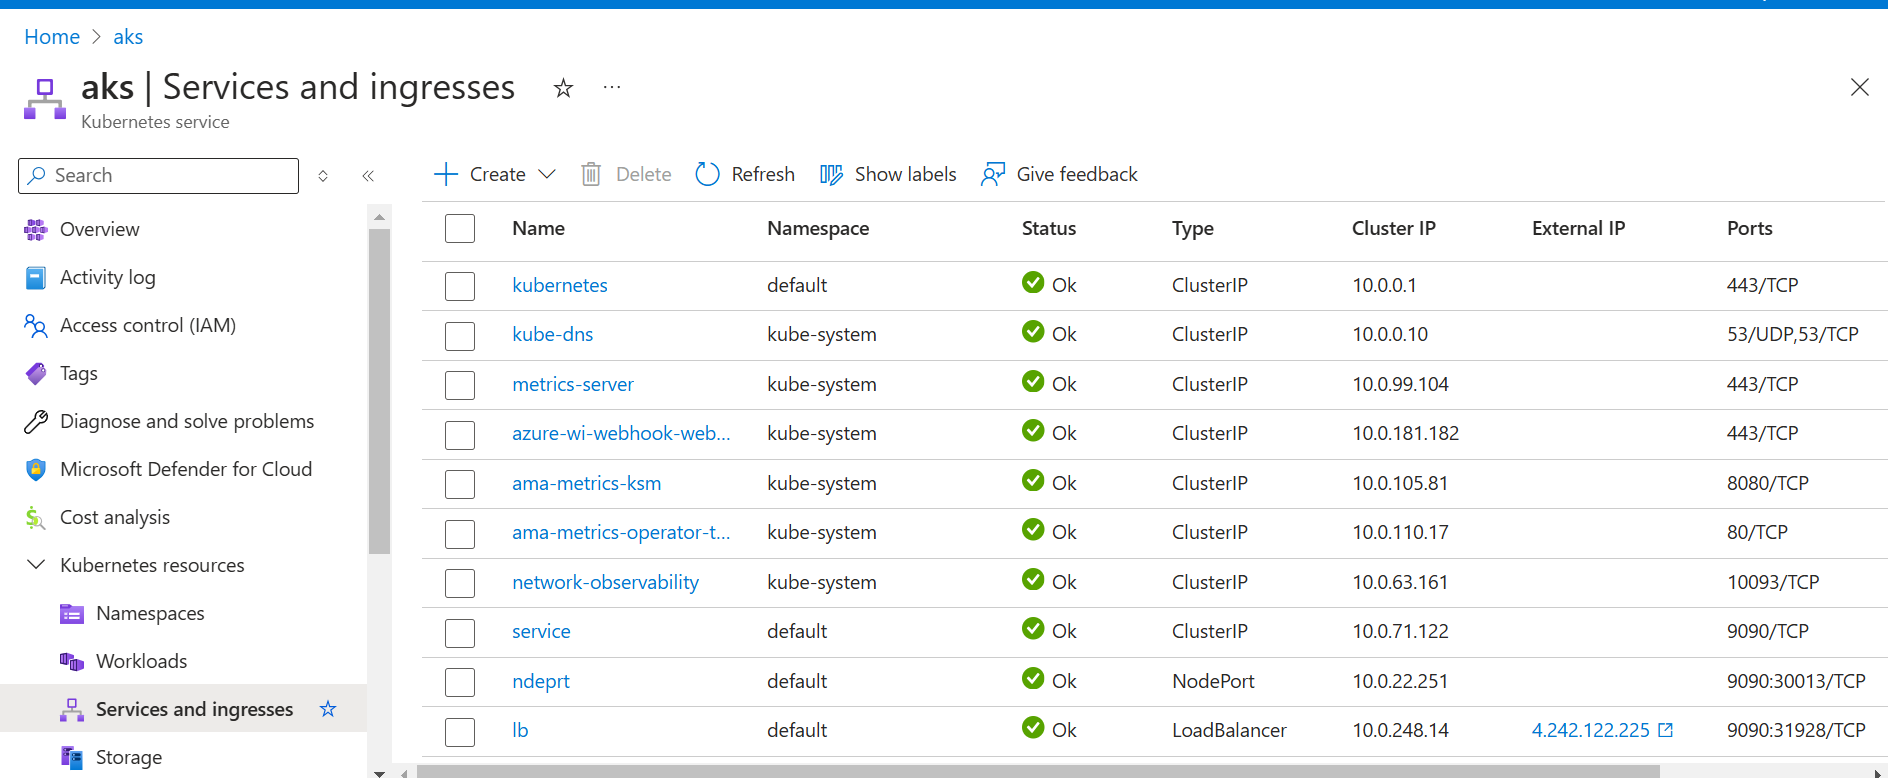 Home > aks
aks | Services and ingresses
Kubernetes service
Search
Create
Delete
Refresh
Show labels
Give feedback
Overview
Activity log
Access control (IAM)
Tags
Diagnose and solve problems
Microsoft Defender for Cloud
Cost analysis
Kubernetes resources
Namespaces
Workloads
Services and ingresses
Storage
Name Namespace Status Type Cluster IP External IP Ports
kubernetes default Ok ClusterIP 10.0.0.1 443/TCP
kube-dns kube-system Ok ClusterIP 10.0.0.10 53/UDP,53/TCP
metrics-server kube-system Ok ClusterIP 10.0.99.104 443/TCP
azure-wi-webhook-web... kube-system Ok ClusterIP 10.0.181.182 443/TCP
ama-metrics-ksm kube-system Ok ClusterIP 10.0.105.81 8080/TCP
ama-metrics-operator-t... kube-system Ok ClusterIP 10.0.110.17 80/TCP
network-observability kube-system Ok ClusterIP 10.0.63.161 10093/TCP
service default Ok ClusterIP 10.0.71.122 9090/TCP
ndeprt default Ok NodePort 10.0.22.251 9090:30013/TCP
lb default Ok LoadBalancer 10.0.248.14 4.242.122.225 9090:31928/TCP